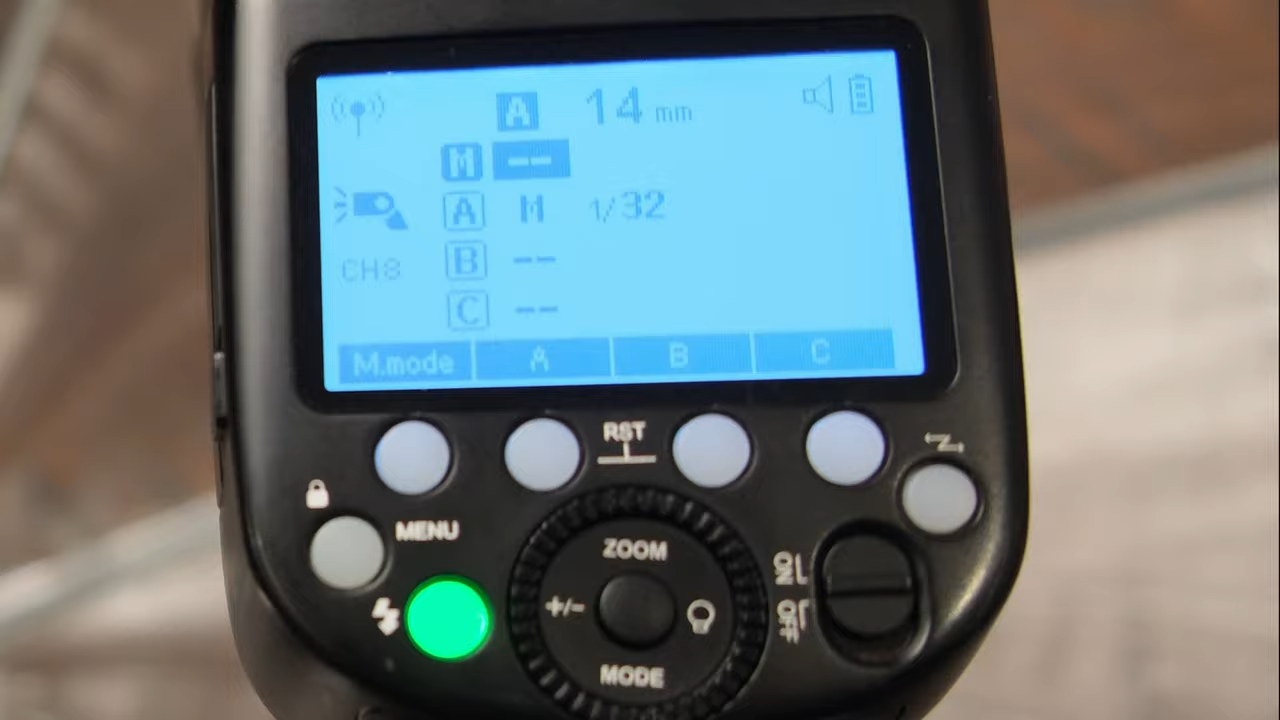 A 14 mm
M --
A M 1/32
CH8 B --
C --
M.mode A B C
RST
MENU
ZOOM
+/-
MODE
ON
OFF